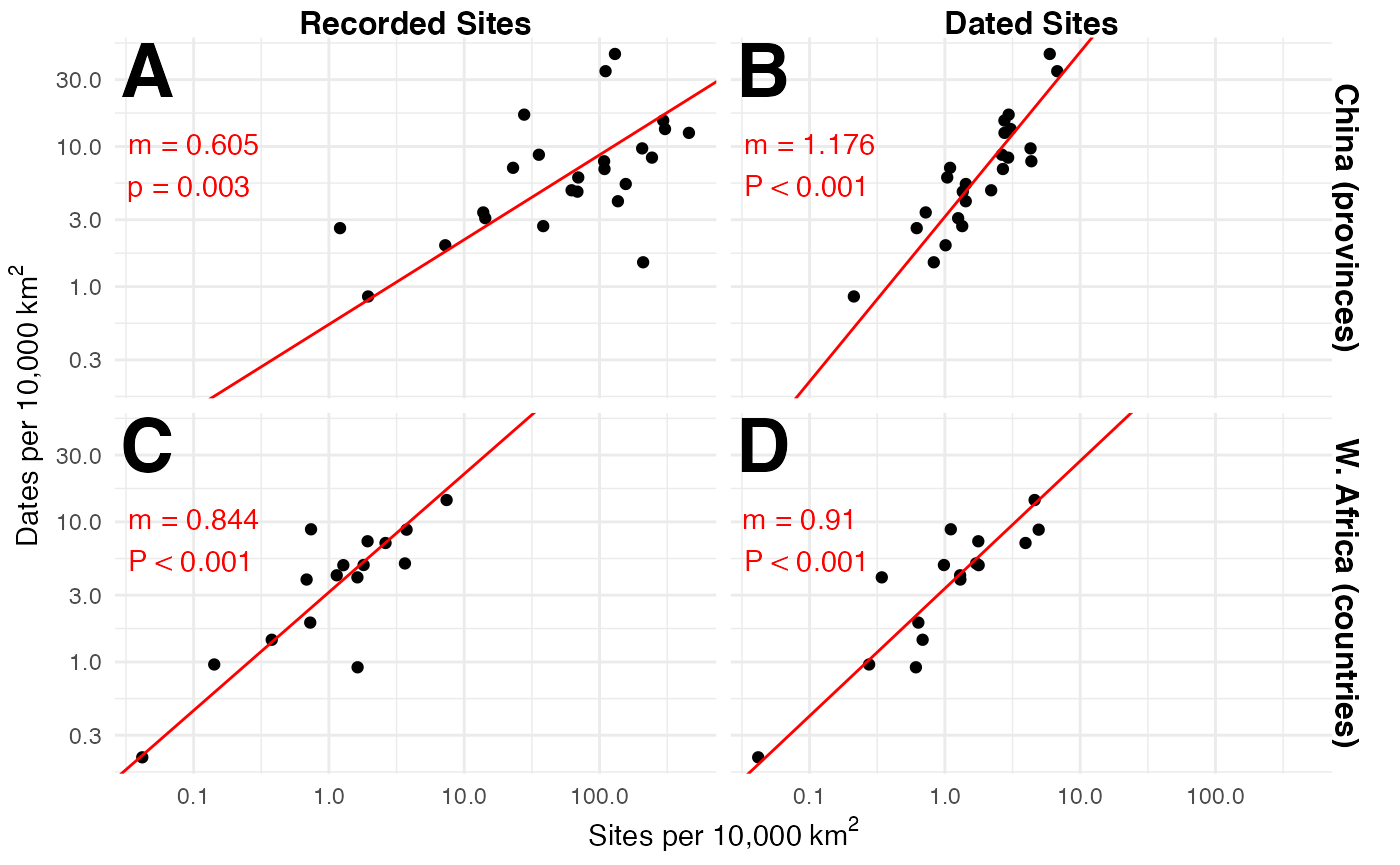 Recorded Sites
Dated Sites
A
m = 0.605
p = 0.003
B
m = 1.176
P < 0.001
China (provinces)
30.0
10.0
3.0
1.0
0.3
C
m = 0.844
P < 0.001
D
m = 0.91
P < 0.001
W. Africa (countries)
30.0
10.0
3.0
1.0
0.3
Dates per 10,000 km²
0.1 1.0 10.0 100.0
0.1 1.0 10.0 100.0
Sites per 10,000 km²